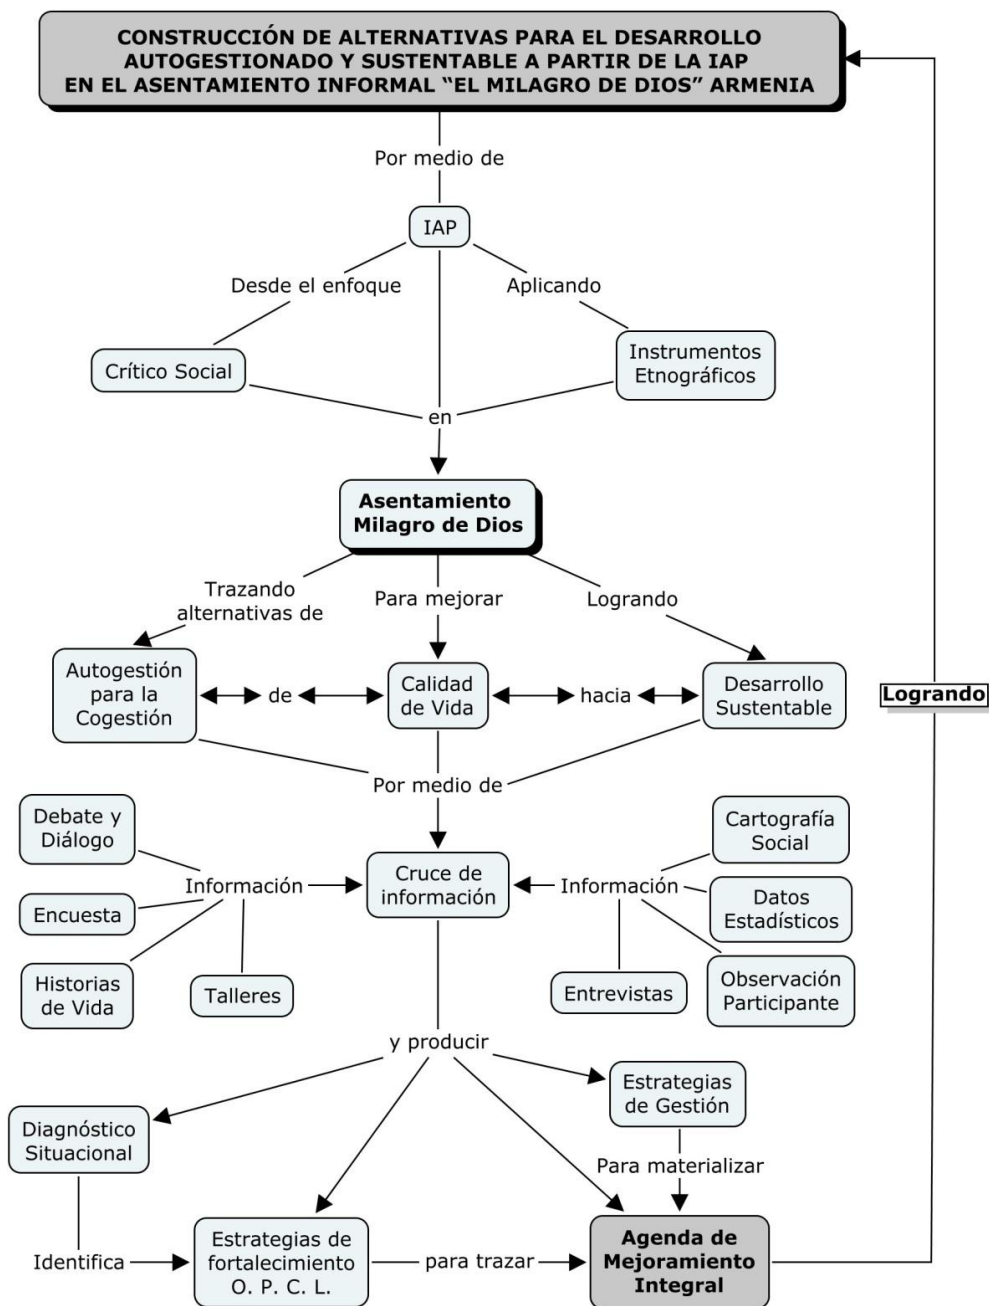 CONSTRUCCIÓN DE ALTERNATIVAS PARA EL DESARROLLO
AUTOGESTIONADO Y SUSTENTABLE A PARTIR DE LA IAP
EN EL ASENTAMIENTO INFORMAL “EL MILAGRO DE DIOS” ARMENIA
Por medio de
IAP
Desde el enfoque
Aplicando
Crítico Social
Instrumentos
Etnográficos
en
Asentamiento
Milagro de Dios
Trazando
alternativas de
Para mejorar
Logrando
Autogestión
para la
Cogestión
de
Calidad
de Vida
hacia
Desarrollo
Sustentable
Logrando
Por medio de
Debate y
Diálogo
Encuesta
Historias
de Vida
Talleres
Información
Cruce de
información
Información
Cartografía
Social
Datos
Estadísticos
Observación
Participante
Entrevistas
y producir
Diagnóstico
Situacional
Estrategias
de Gestión
Para materializar
Identifica
Estrategias de
fortalecimiento
O. P. C. L.
para trazar
Agenda de
Mejoramiento
Integral